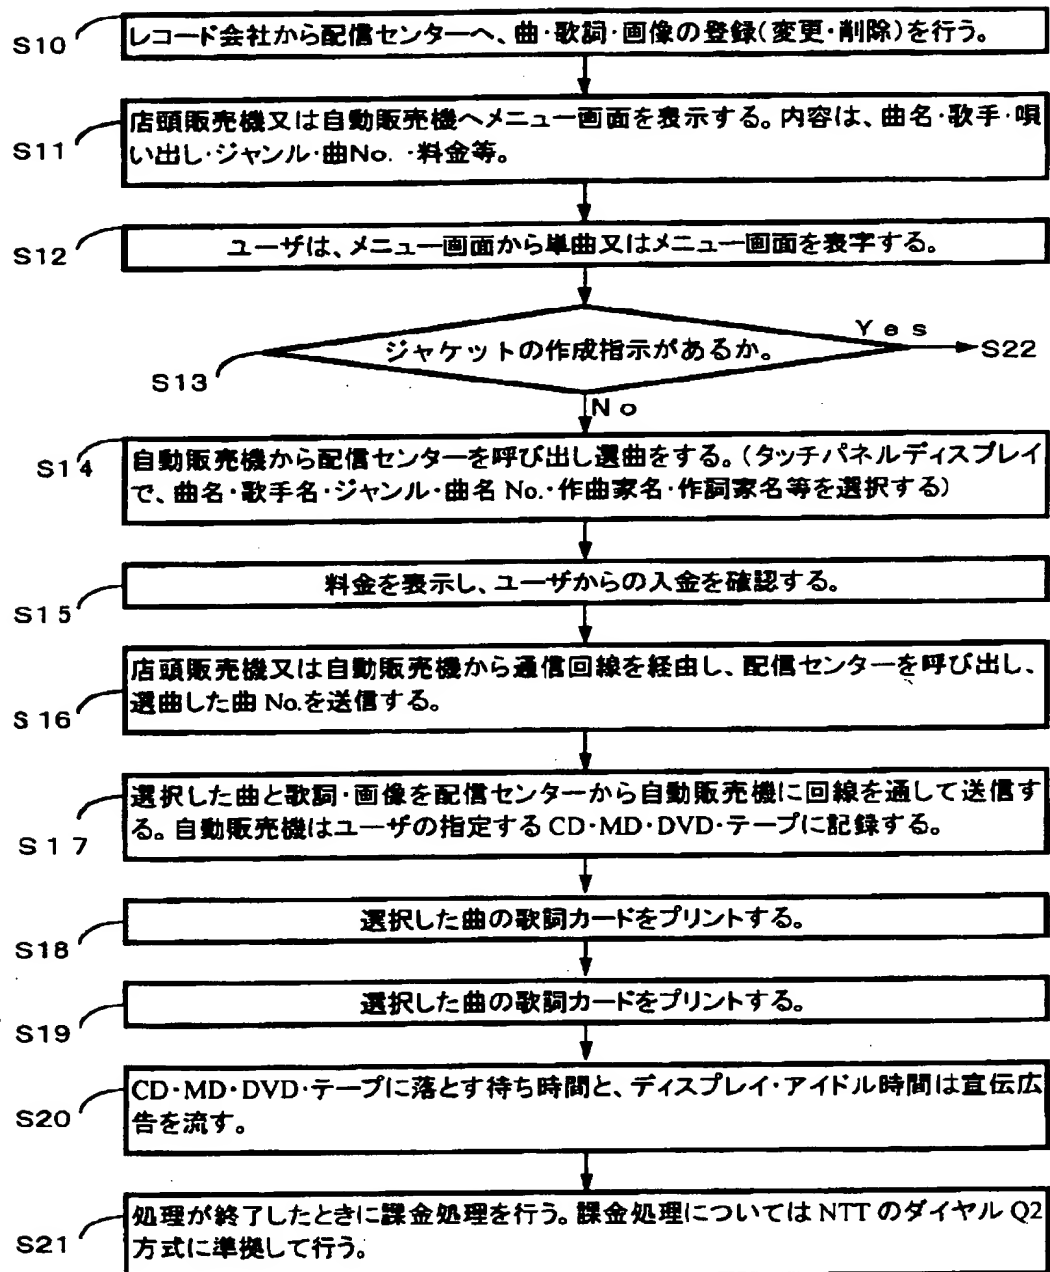 S10
レコード会社から配信センターへ、曲・歌詞・画像の登録(変更・削除)を行う。
S11
店頭販売機又は自動販売機へメニュー画面を表示する。内容は、曲名・歌手・唄
い出し・ジャンル・曲No.・料金等。
S12
ユーザは、メニュー画面から単曲又はメニュー画面を表字する。
S13
ジャケットの作成指示があるか。
Yes
S22
No
S14
自動販売機から配信センターを呼び出し選曲をする。(タッチパネルディスプレイ
で、曲名・歌手名・ジャンル・曲名 No.・作曲家名・作詞家名等を選択する)
S15
料金を表示し、ユーザからの入金を確認する。
S16
店頭販売機又は自動販売機から通信回線を経由し、配信センターを呼び出し、
選曲した曲 No.を送信する。
S17
選択した曲と歌詞・画像を配信センターから自動販売機に回線を通して送信す
る。自動販売機はユーザの指定する CD・MD・DVD・テープに記録する。
S18
選択した曲の歌詞カードをプリントする。
S19
選択した曲の歌詞カードをプリントする。
S20
CD・MD・DVD・テープに落とす待ち時間と、ディスプレイ・アイドル時間は宣伝広
告を流す。
S21
処理が終了したときに課金処理を行う。課金処理については NTT のダイヤル Q2
方式に準拠して行う。